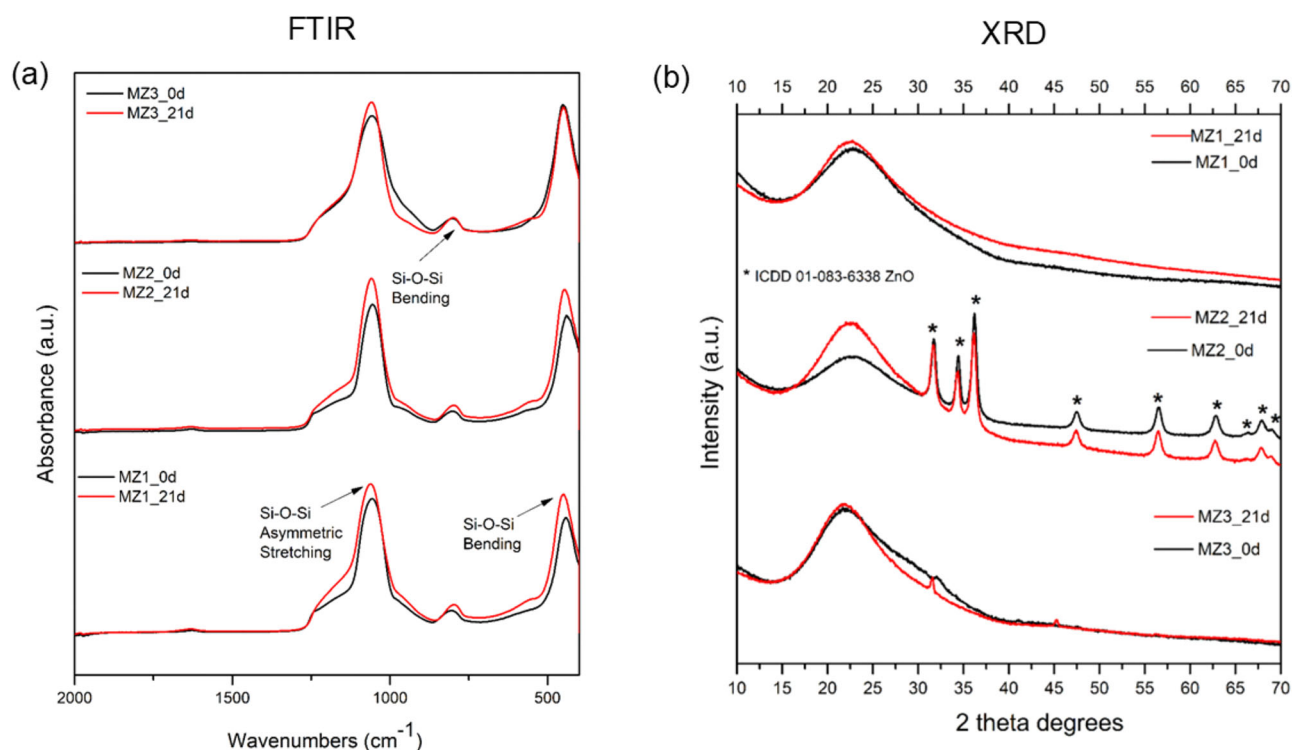 FTIR
XRD
(a)
MZ3_0d
MZ3_21d
Si-O-Si
Bending
MZ2_0d
MZ2_21d
MZ1_0d
MZ1_21d
Si-O-Si
Asymmetric
Stretching
Si-O-Si
Bending
Absorbance (a.u.)
2000 1500 1000 500
Wavenumbers (cm-1)
(b)
10 15 20 25 30 35 40 45 50 55 60 65 70
MZ1_21d
MZ1_0d
* ICDD 01-083-6338 ZnO
MZ2_21d
MZ2_0d
* * * * * * * * *
MZ3_21d
MZ3_0d
Intensity (a.u.)
10 15 20 25 30 35 40 45 50 55 60 65 70
2 theta degrees